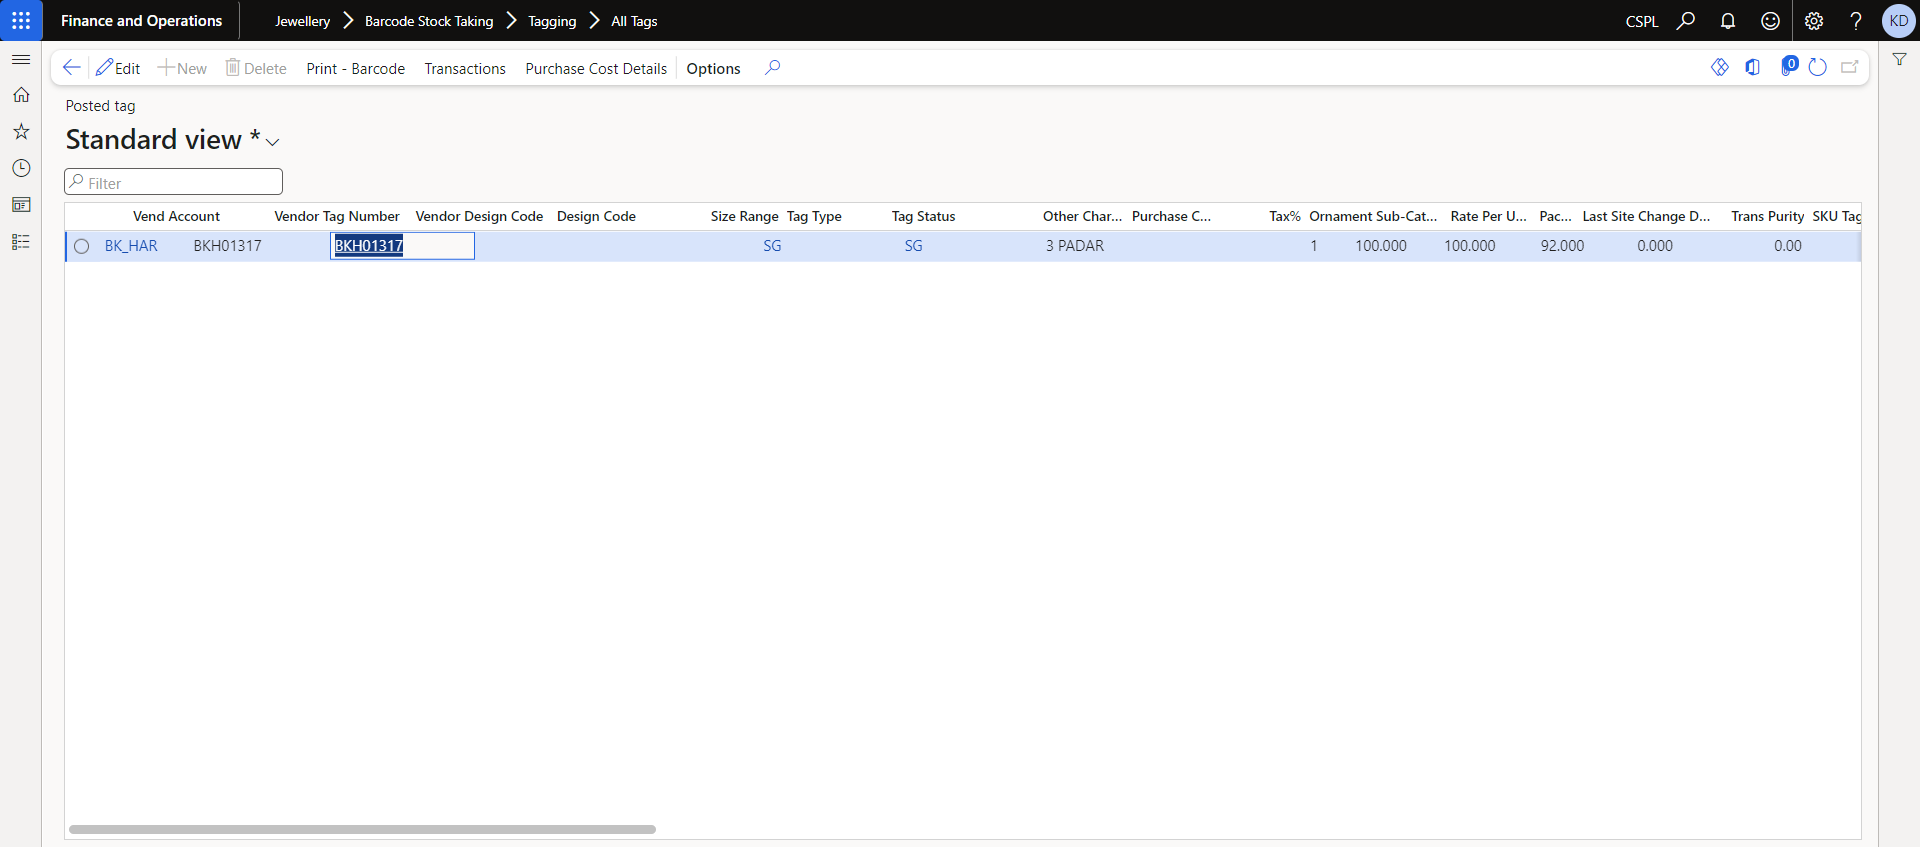 Finance and Operations Jewellery Barcode Stock Taking Tagging All Tags CSPL ? KD
Edit New Delete Print - Barcode Transactions Purchase Cost Details Options 0
Posted tag
Standard view *
Filter
Vend Account Vendor Tag Number Vendor Design Code Design Code Size Range Tag Type Tag Status Other Char... Purchase C... Tax% Ornament Sub-Cat... Rate Per U... Pac... Last Site Change D... Trans Purity SKU Tag
BK_HAR BKH01317 BKH01317 SG SG 3 PADAR 1 100.000 100.000 92.000 0.000 0.00